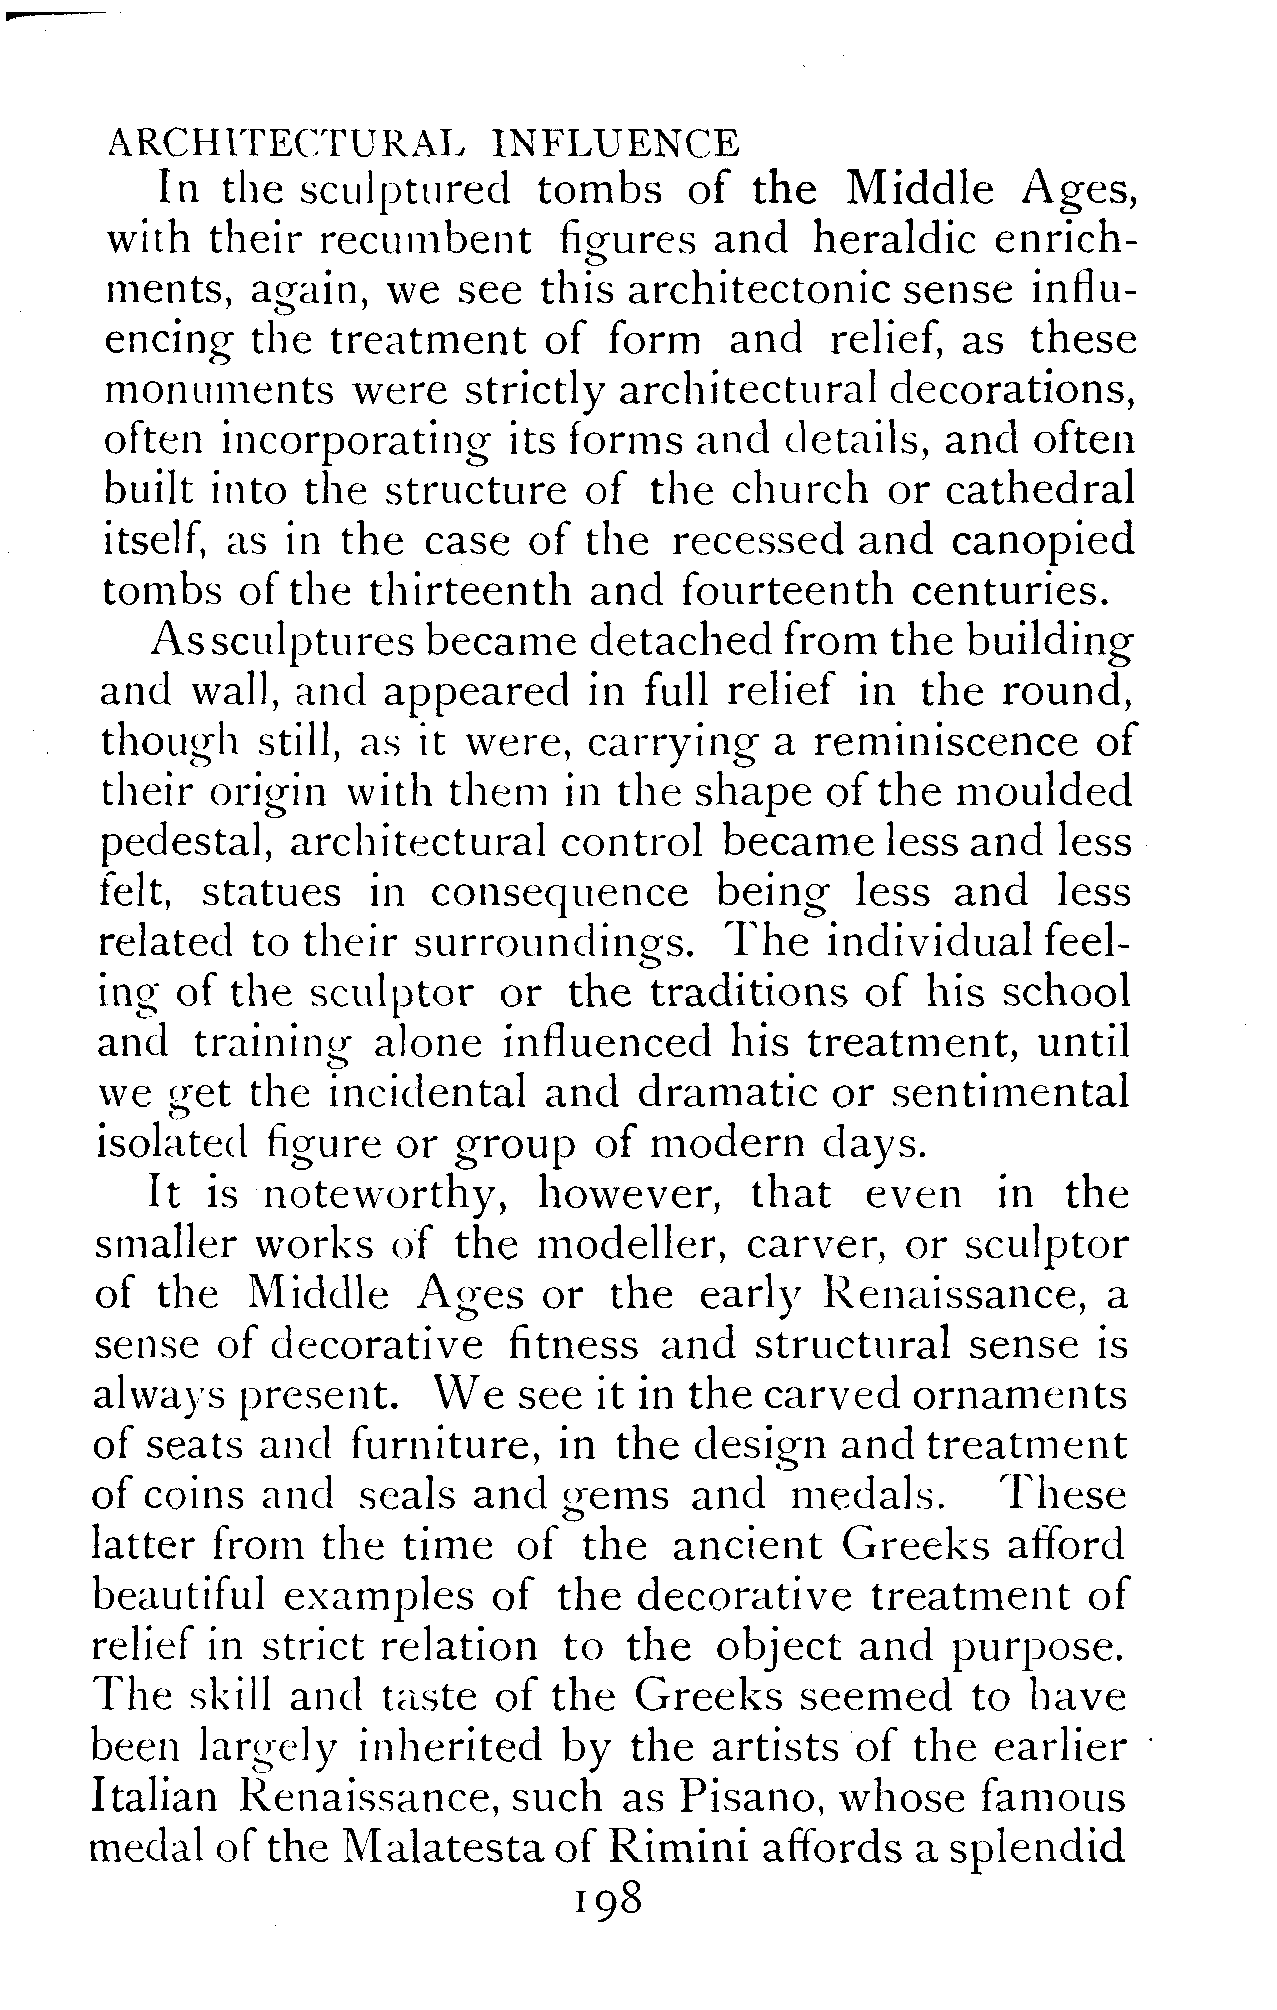 ARCHITECTURAL INFLUENCE
In the sculptured tombs of the Middle Ages,
with their recumbent figures and heraldic enrich-
ments, again, we see this architectonic sense influ-
encing the treatment of form and relief, as these
monuments were strictly architectural decorations,
often incorporating its forms and details, and often
built into the structure of the church or cathedral
itself, as in the case of the recessed and canopied
tombs of the thirteenth and fourteenth centuries.
As sculptures became detached from the building
and wall, and appeared in full relief in the round,
though still, as it were, carrying a reminiscence of
their origin with them in the shape of the moulded
pedestal, architectural control became less and less
felt, statues in consequence being less and less
related to their surroundings. The individual feel-
ing of the sculptor or the traditions of his school
and training alone influenced his treatment, until
we get the incidental and dramatic or sentimental
isolated figure or group of modern days.
It is noteworthy, however, that even in the
smaller works of the modeller, carver, or sculptor
of the Middle Ages or the early Renaissance, a
sense of decorative fitness and structural sense is
always present. We see it in the carved ornaments
of seats and furniture, in the design and treatment
of coins and seals and gems and medals. These
latter from the time of the ancient Greeks afford
beautiful examples of the decorative treatment of
relief in strict relation to the object and purpose.
The skill and taste of the Greeks seemed to have
been largely inherited by the artists of the earlier
Italian Renaissance, such as Pisano, whose famous
medal of the Malatesta of Rimini affords a splendid
198